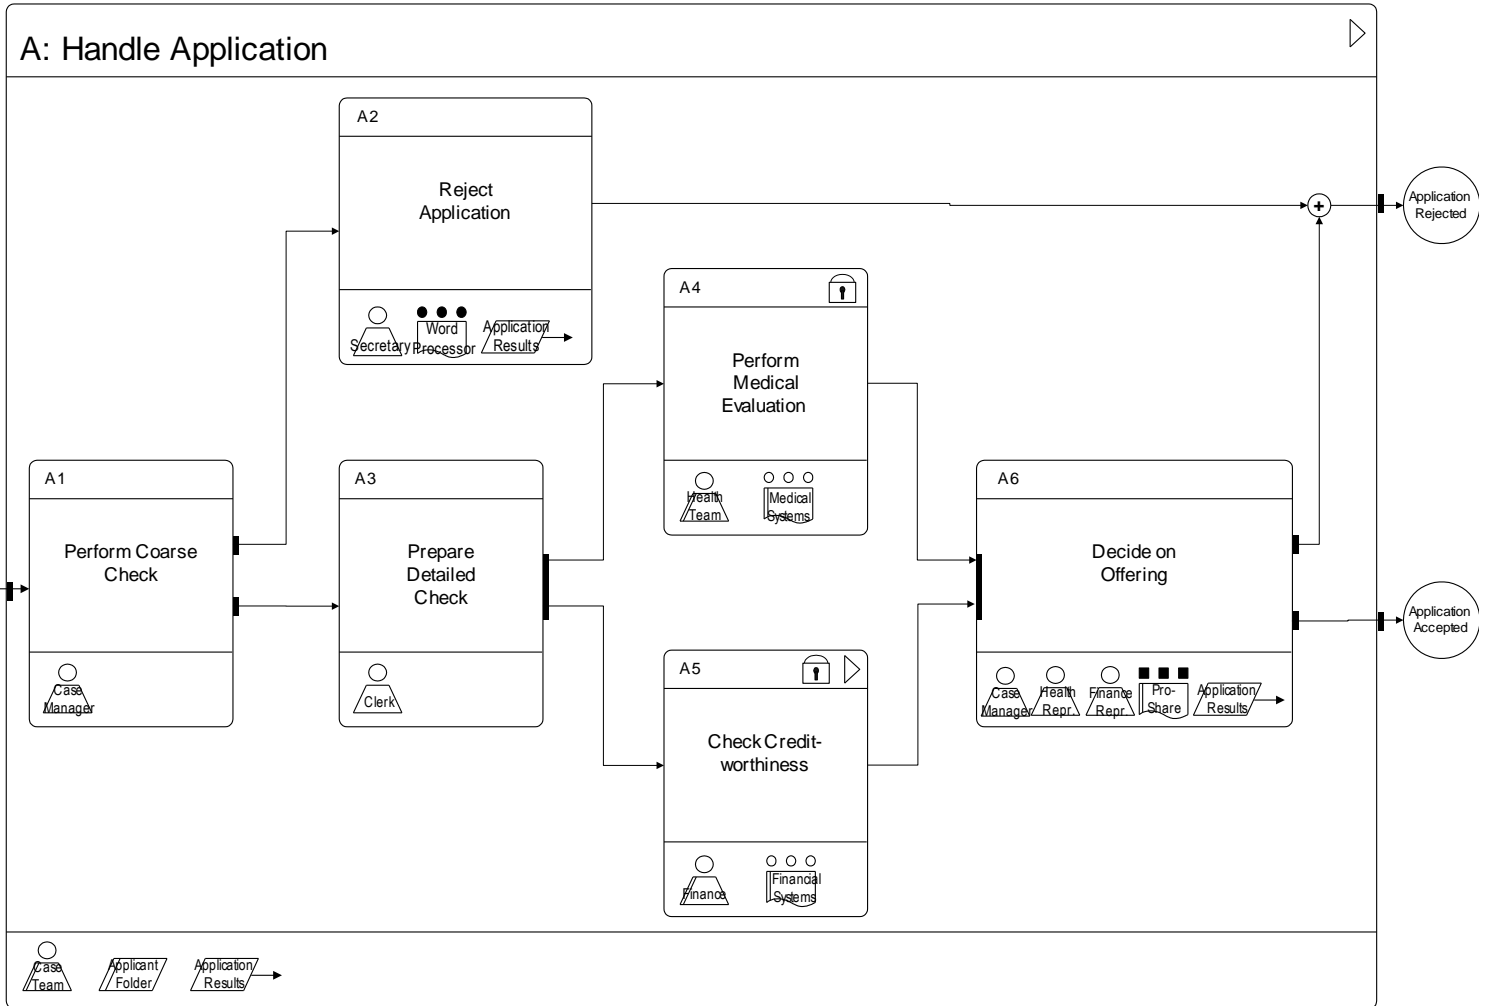 A: Handle Application
A2
Reject
Application
Secretary
Word
Processor
Application
Results
+
Application
Rejected
A4
Perform
Medical
Evaluation
Health
Team
Medical
Systems
A1
Perform Coarse
Check
Case
Manager
A3
Prepare
Detailed
Check
Clerk
A6
Decide on
Offering
Case
Manager
Health
Repr.
Finance
Repr.
Pro-
Share
Application
Results
Application
Accepted
A5
Check Credit-
worthiness
Finance
Financial
Systems
Case
Team
Applicant
Folder
Application
Results